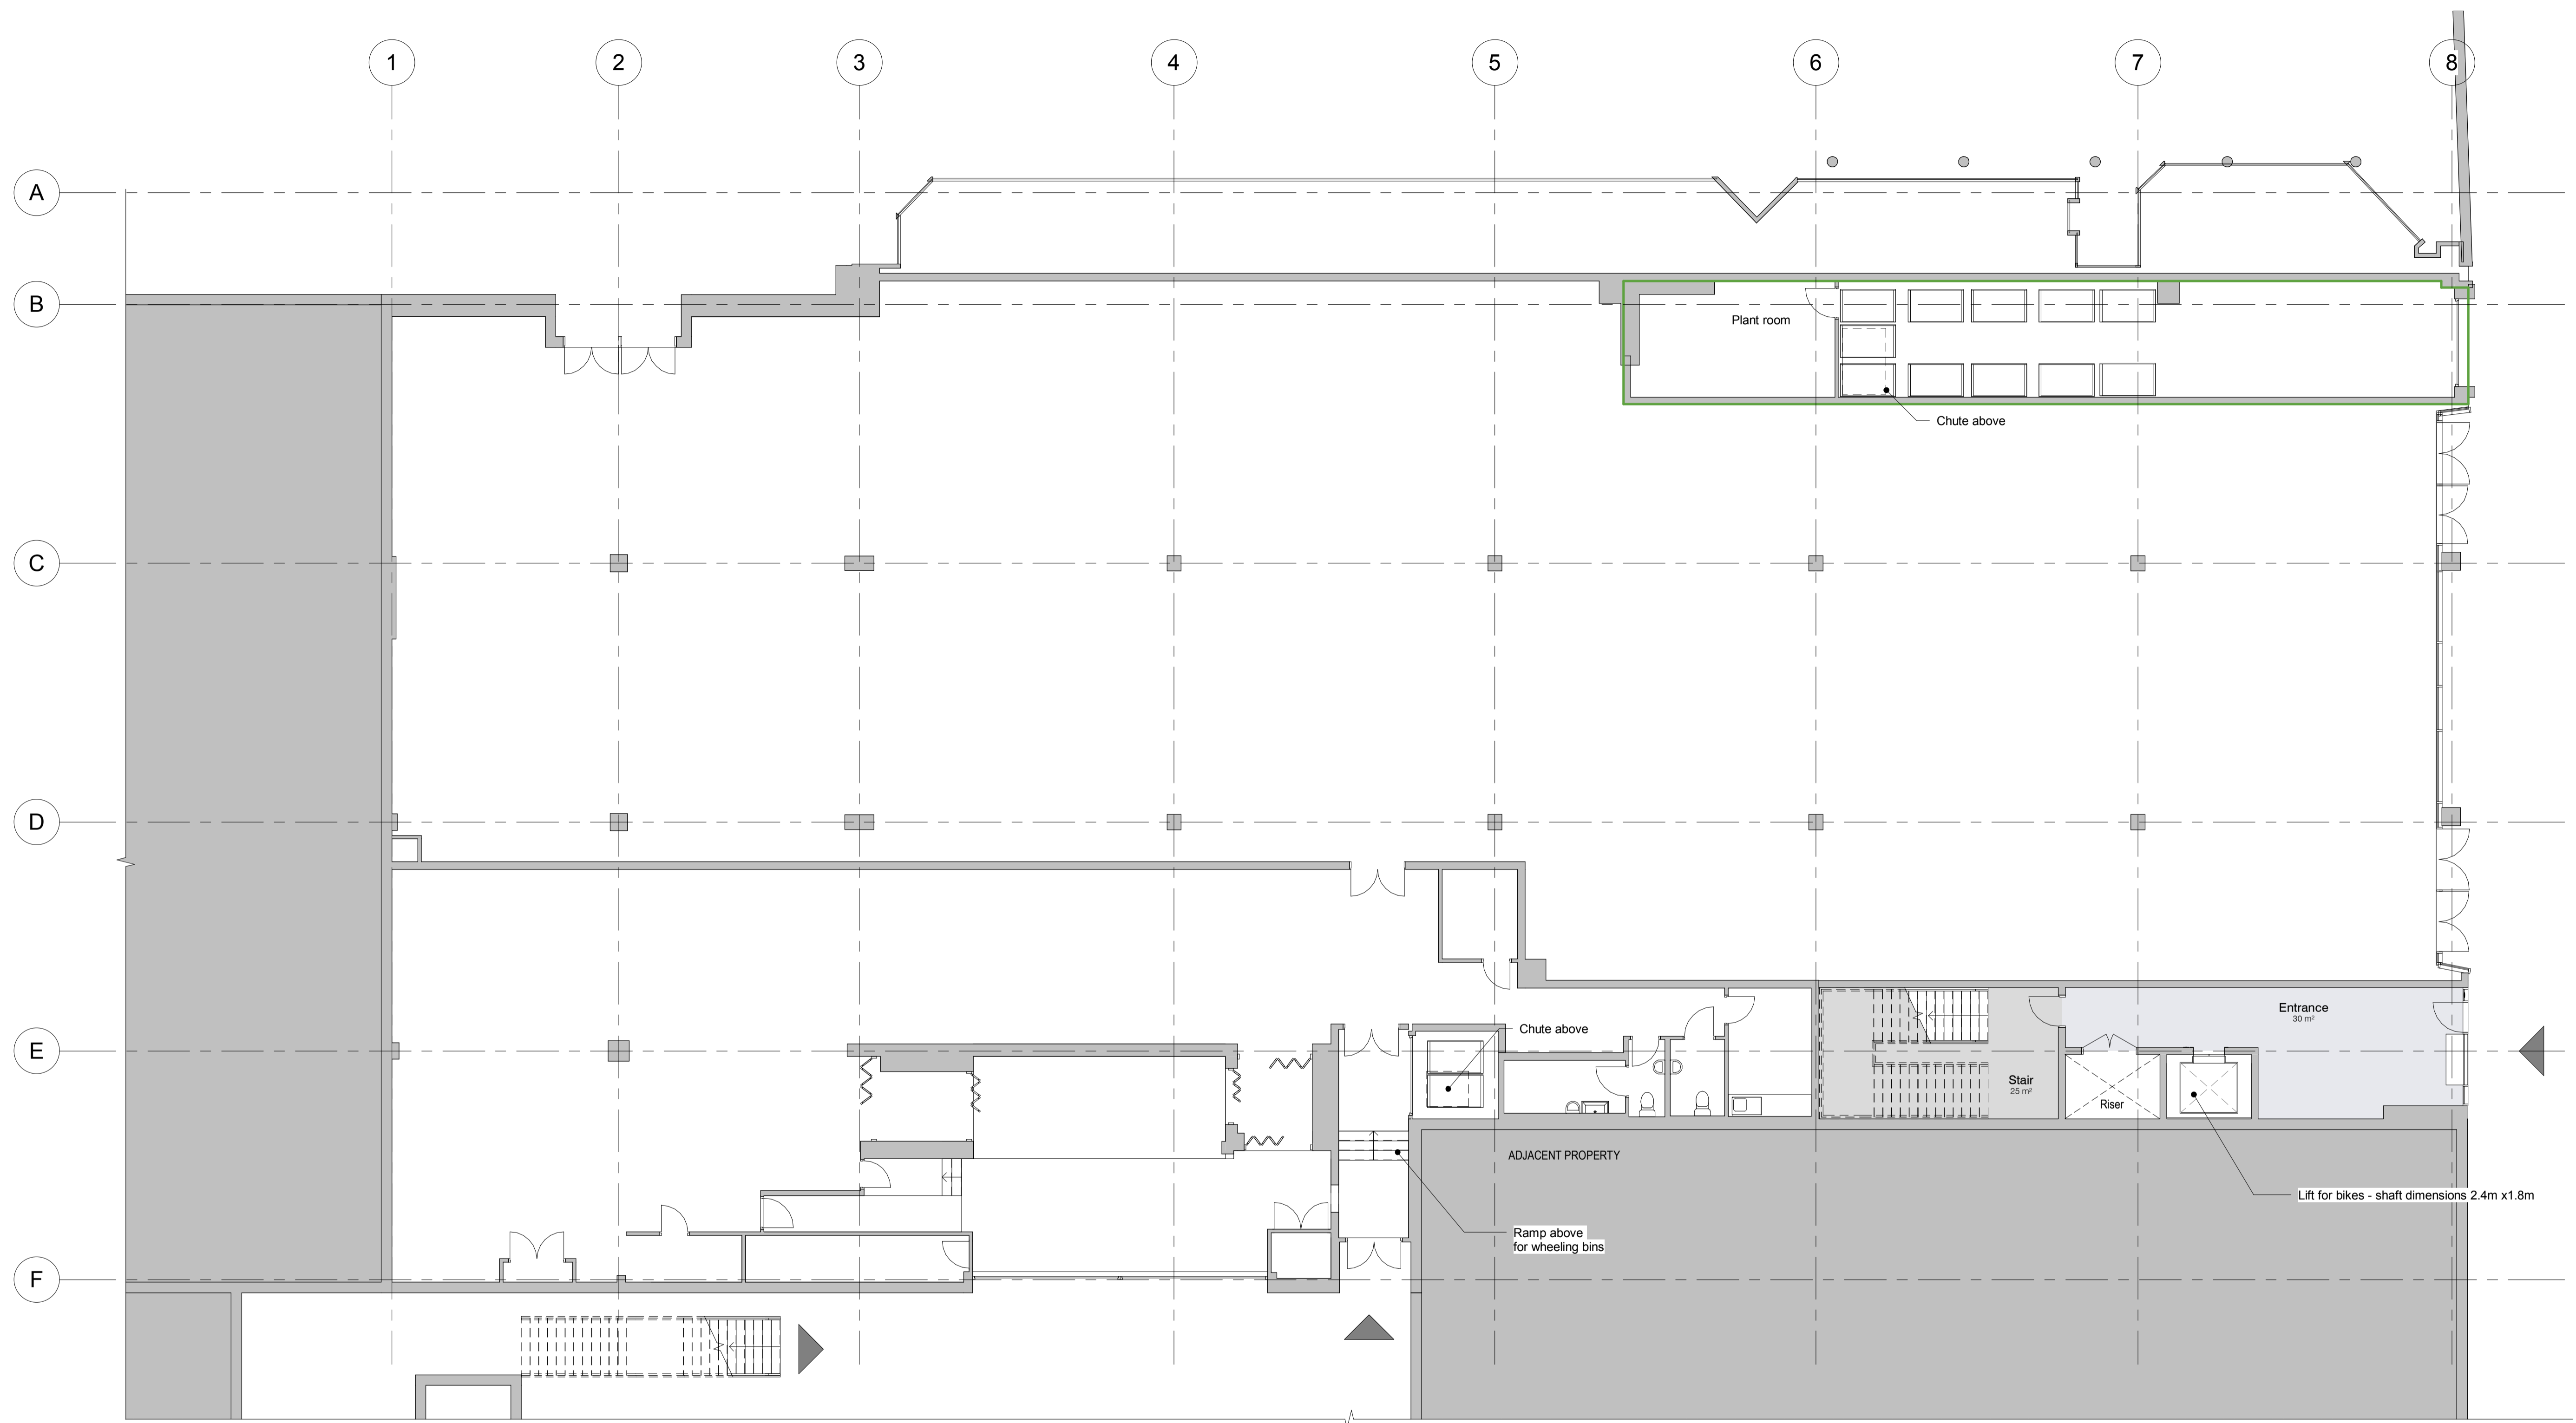 1 2 3 4 5 6 7 8
A
B
Plant room
Chute above
C
D
Entrance
30 m²
Chute above
E
Stair
25 m²
Riser
ADJACENT PROPERTY
Lift for bikes - shaft dimensions 2.4m x1.8m
Ramp above
for wheeling bins
F